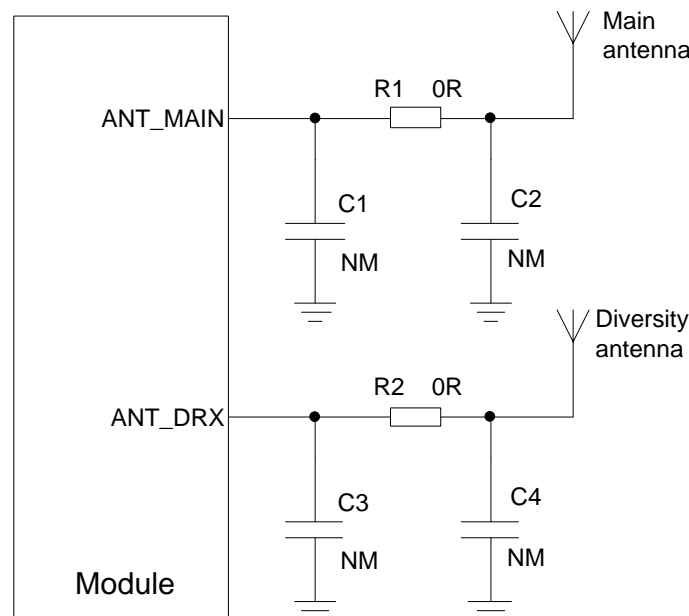 Main
antenna
R1 0R
ANT_MAIN
C1
C2
NM
NM
Diversity
antenna
R2 0R
ANT_DRX
C3
C4
NM
NM
Module